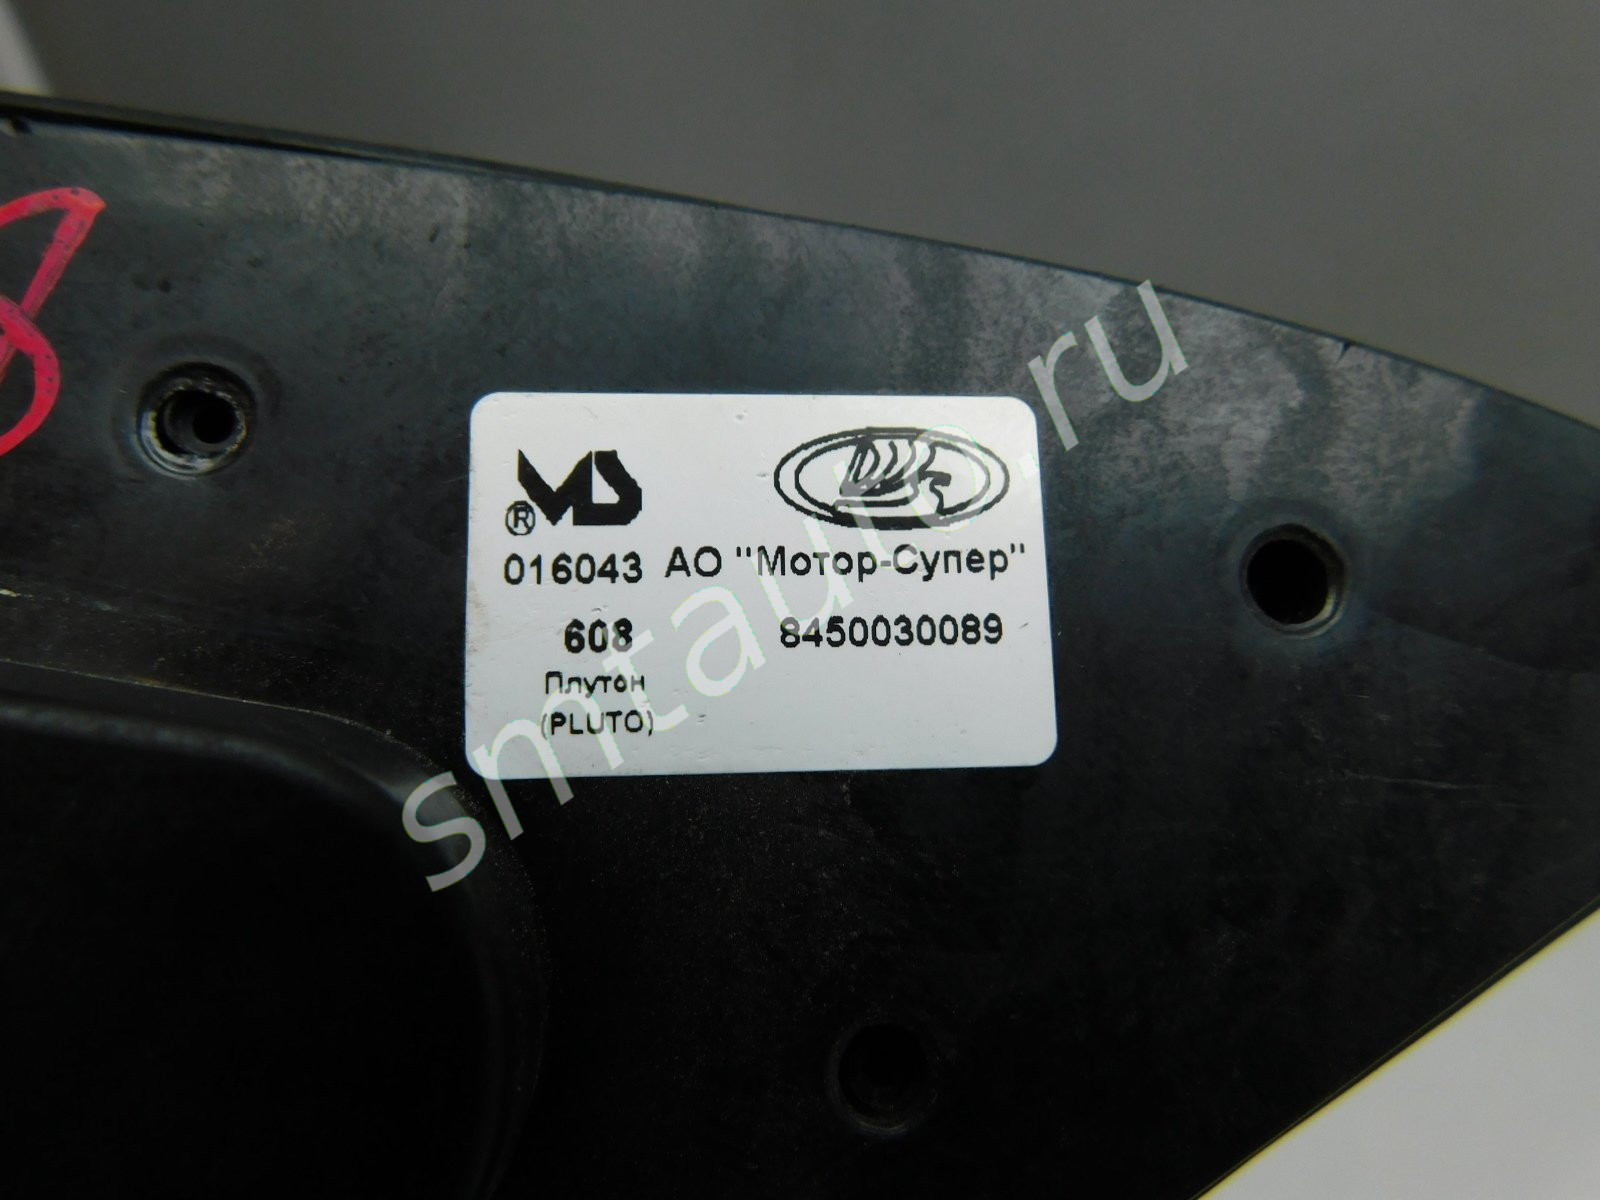 MS
®
016043 АО "Мотор-Супер"
608 8450030089
Плутон
(PLUTO)
smtauto.ru